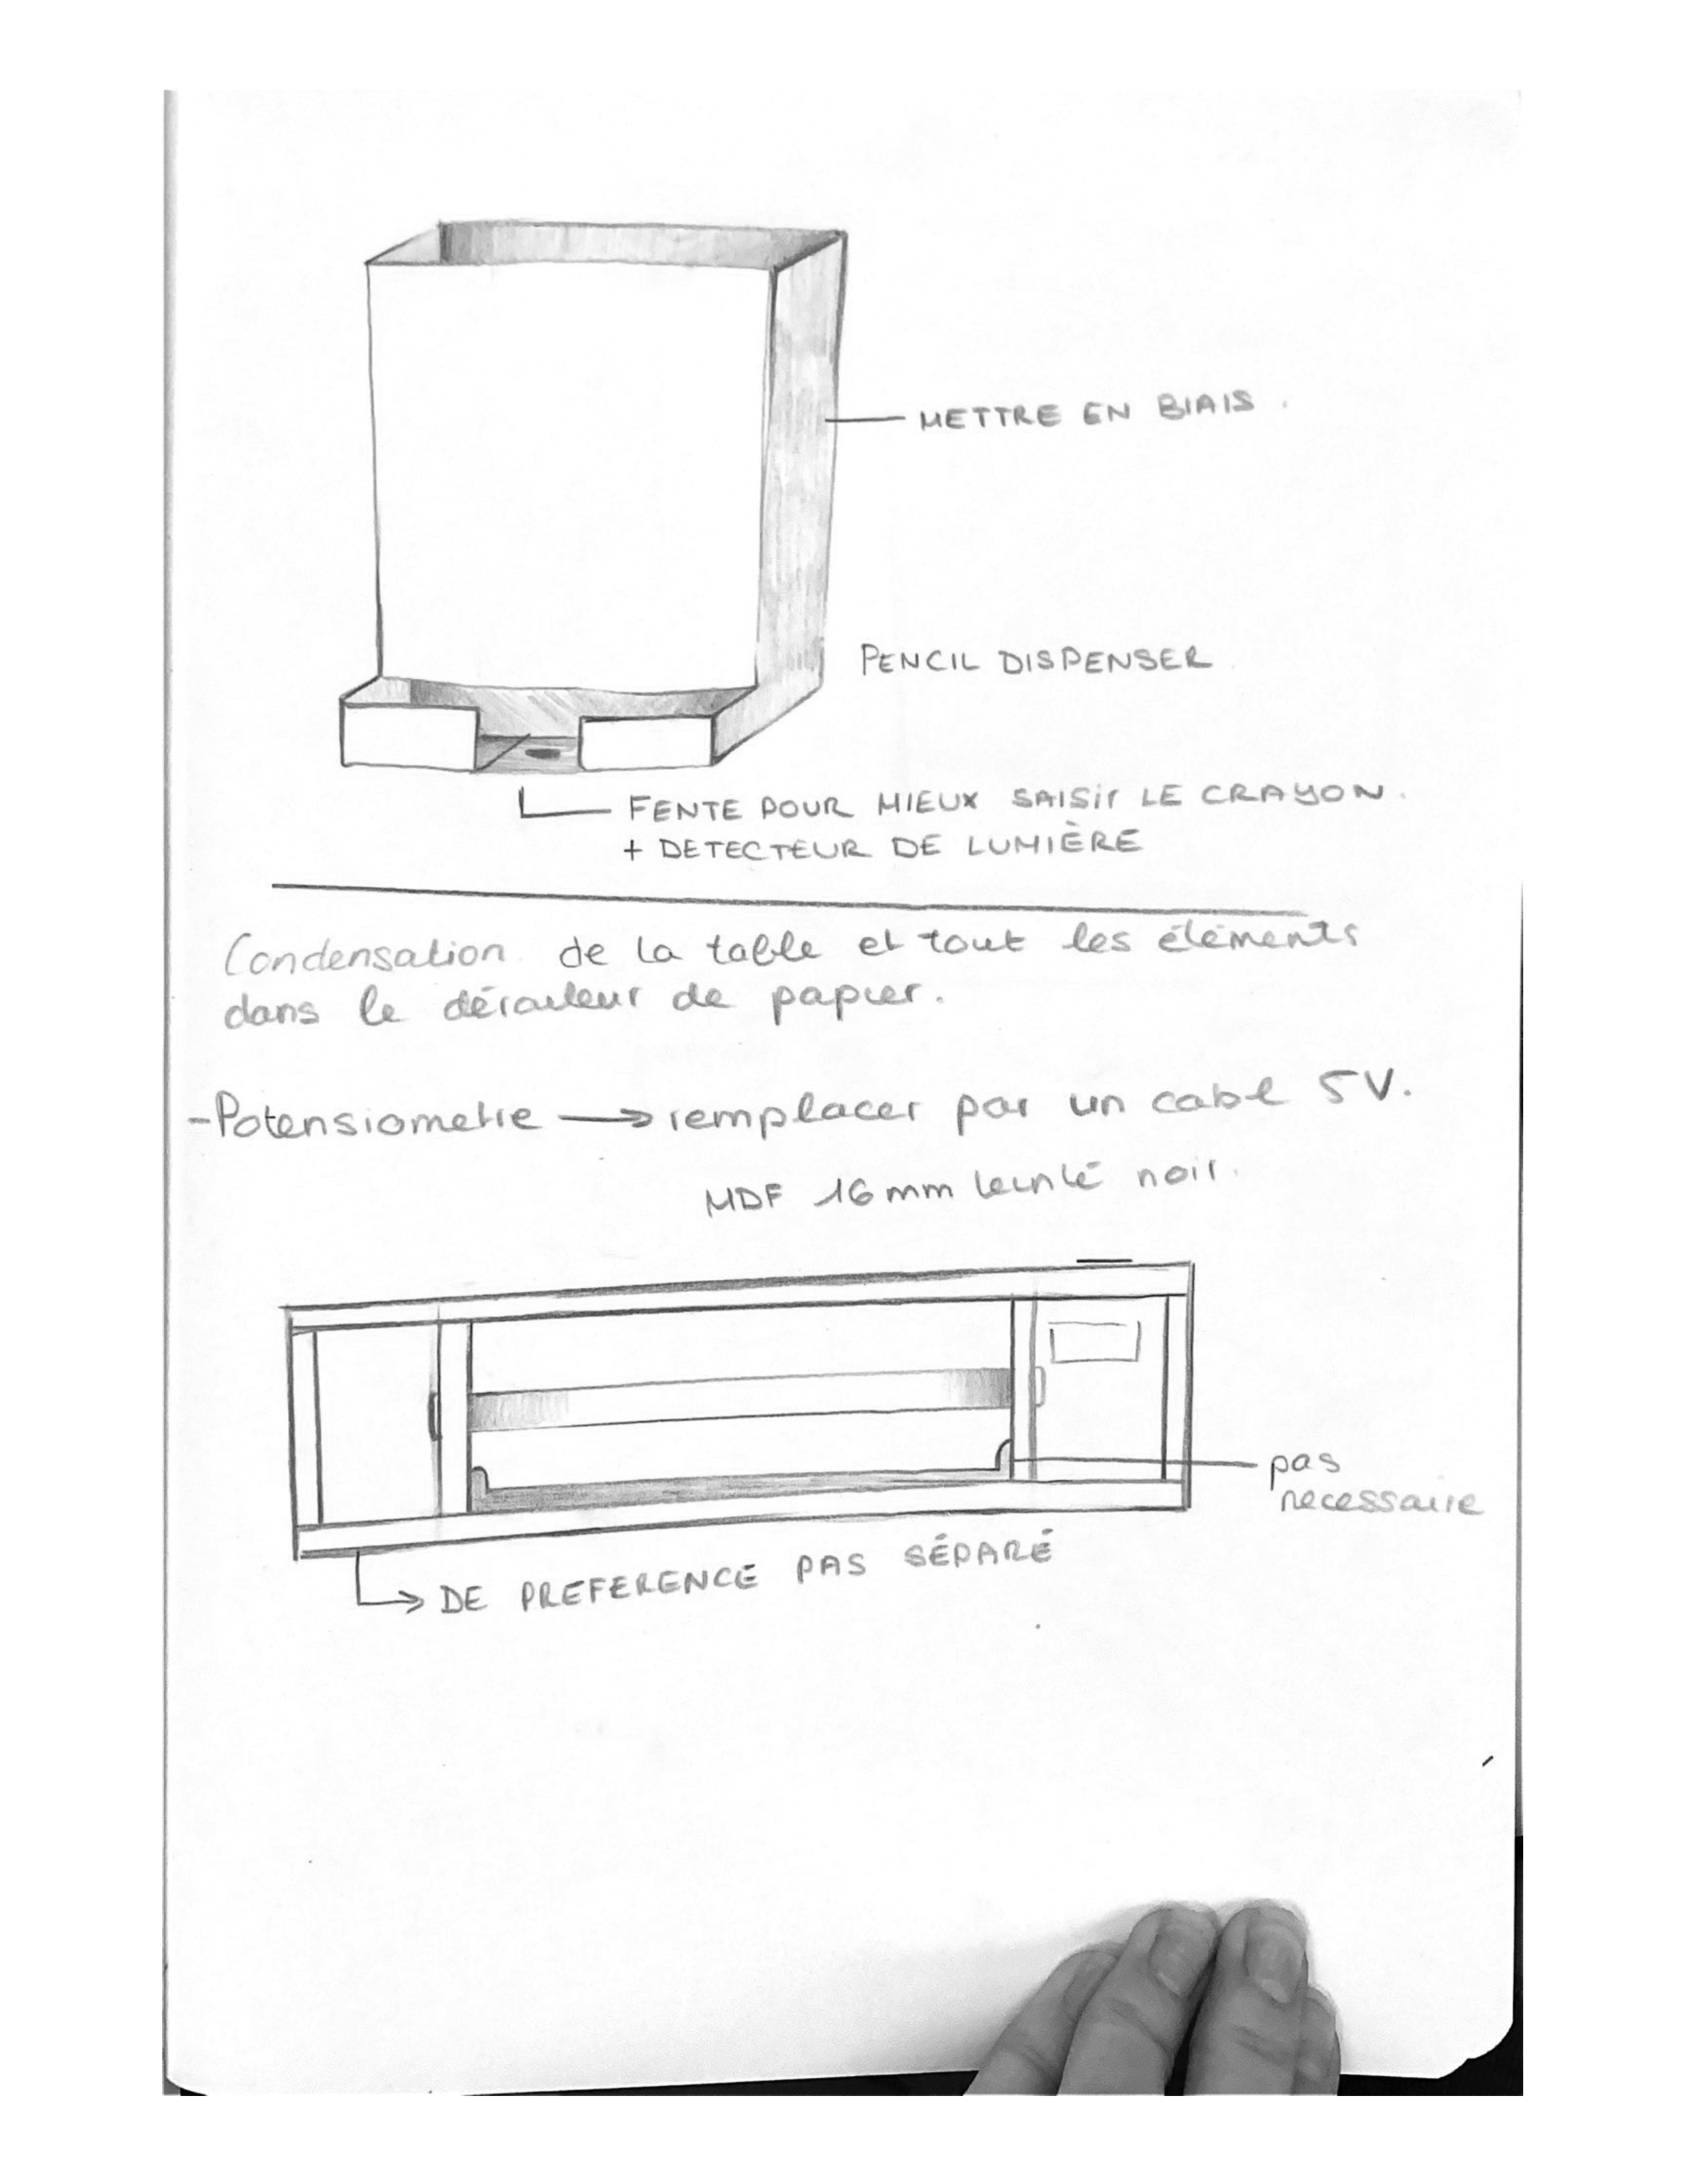 METTRE EN BIAIS.
PENCIL DISPENSER
FENTE POUR MIEUX SAISIr LE CRAYON.
+ DETECTEUR DE LUMIÈRE
Condensation de la table et tout les éléments
dans le dérouleur de papier.
-Potensiometre → remplacer par un cable 5V.
MDF 16mm teinté noir.
pas
necessaire
→ DE PREFERENCE PAS SÉPARÉ